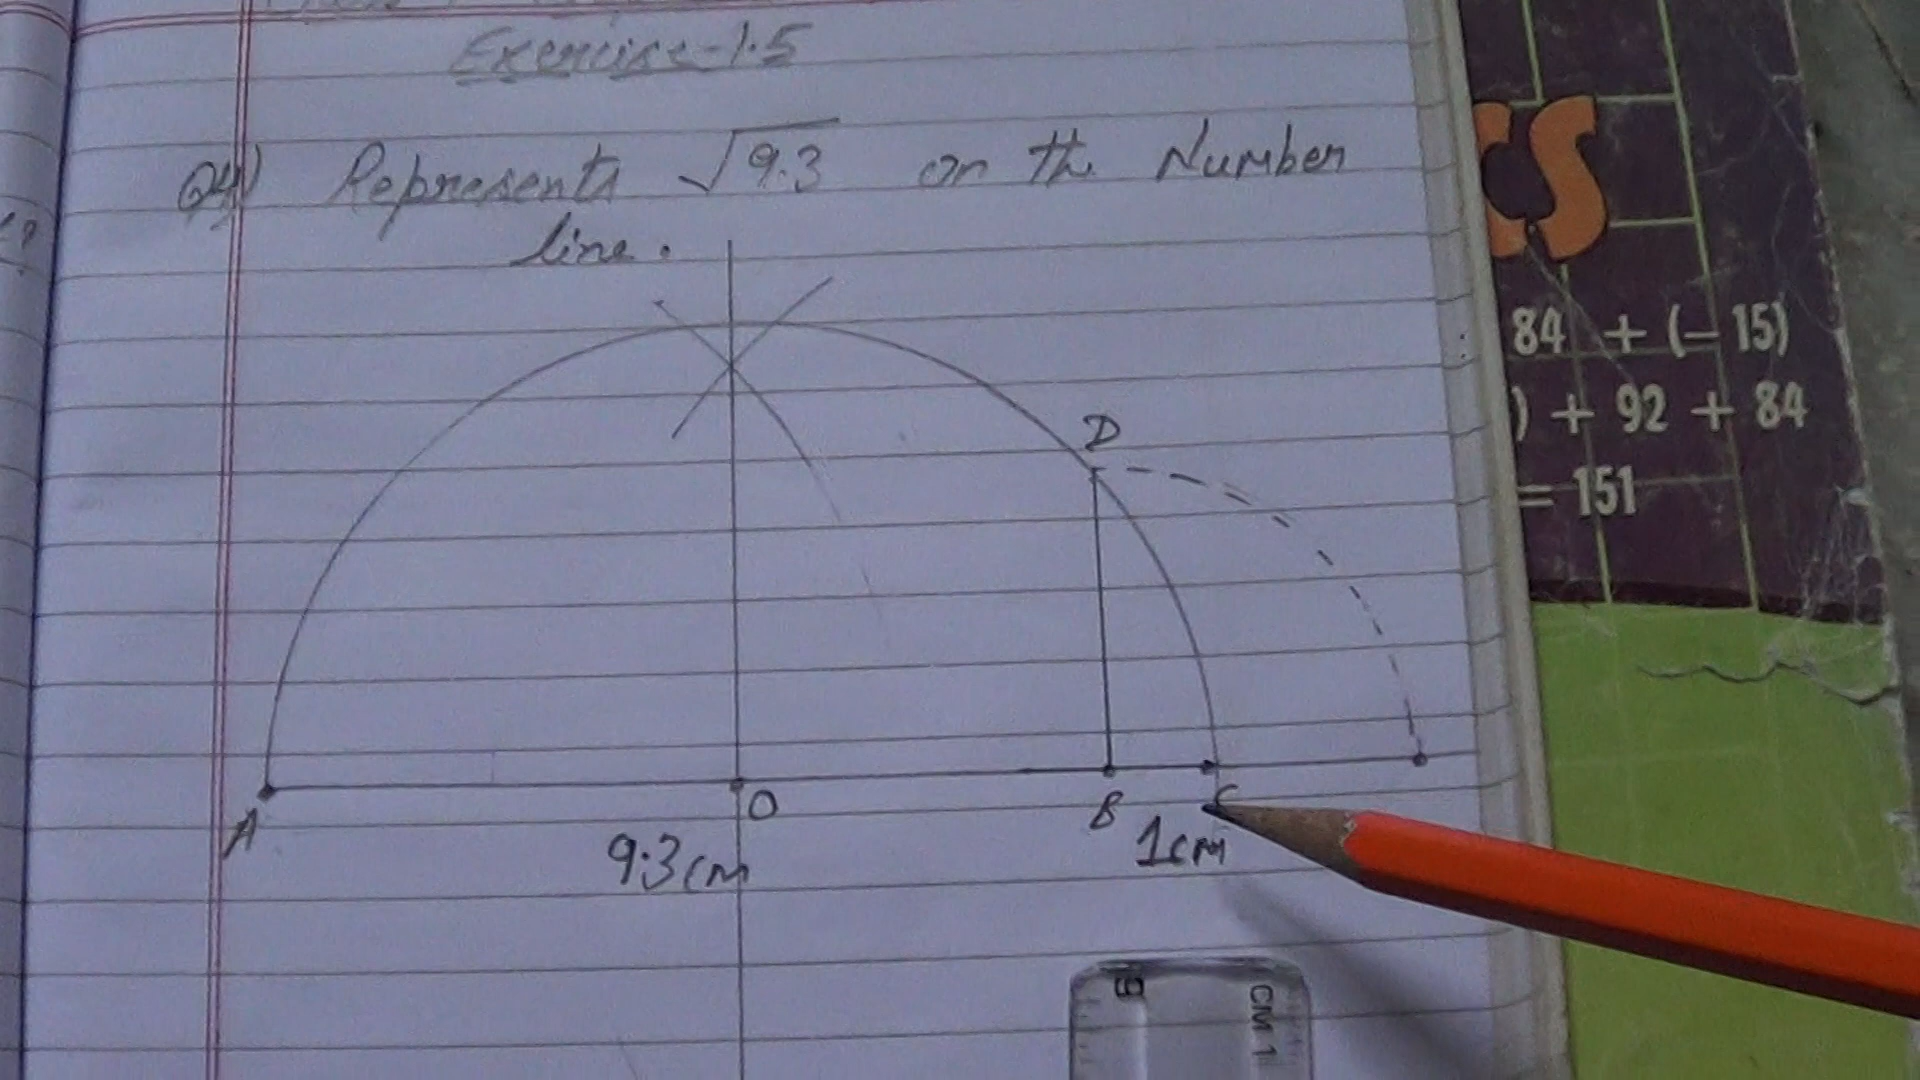 Exercise-1.5
Q4) Represents √9.3 on the Number
line.
D
A
O
B
C
9.3cm
1cm
CM 1
CS
84 + (- 15)
) + 92 + 84
= 151